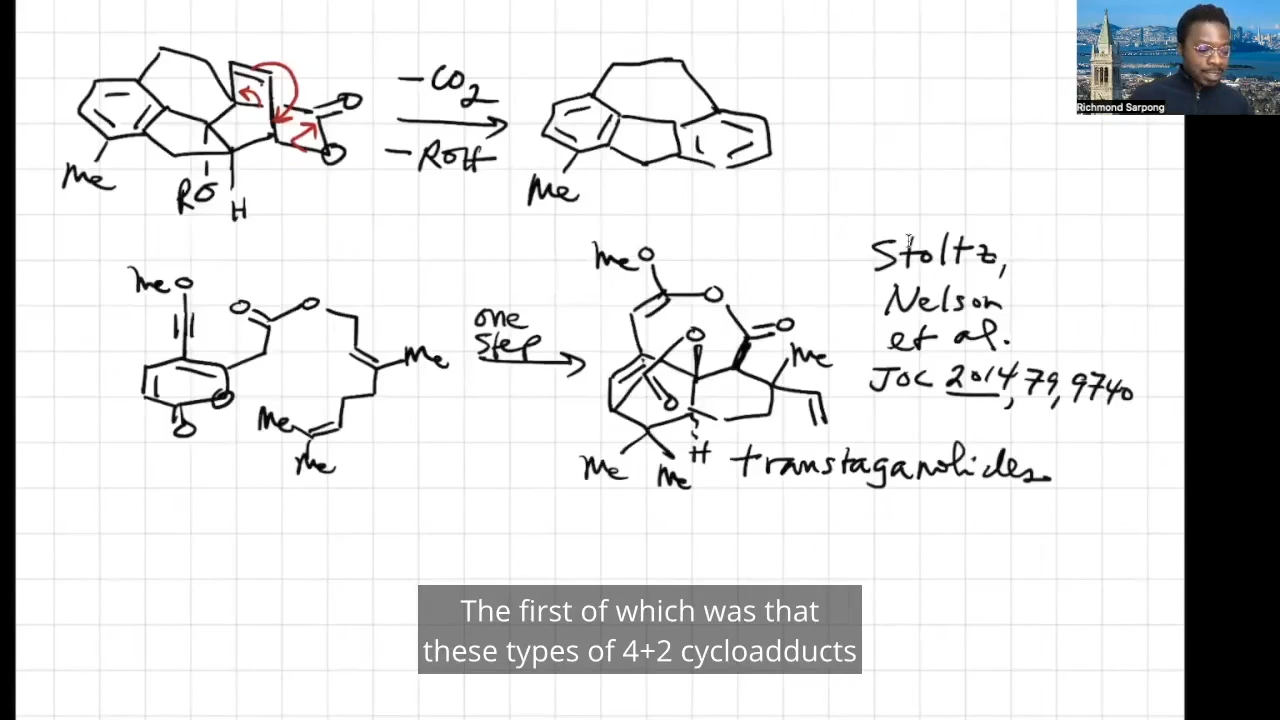 Richmond Sarpong
-CO2
O
O
-ROH
Me
RO
H
Me
MeO
O
O
Me
O
O
Me
Me
one
step
MeO
O
O
O
Me
O
H
Me
Me
transtaganolides.
Stoltz,
Nelson
et al.
JOC 2014, 79, 9740
The first of which was that
these types of 4+2 cycloadducts